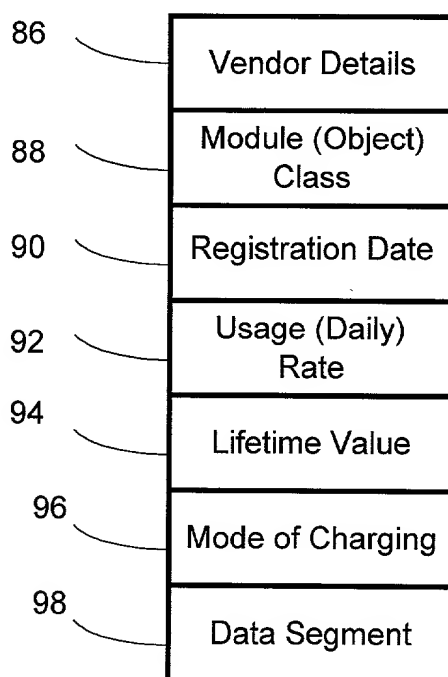 86
Vendor Details
88
Module (Object)
Class
90
Registration Date
92
Usage (Daily)
Rate
94
Lifetime Value
96
Mode of Charging
98
Data Segment